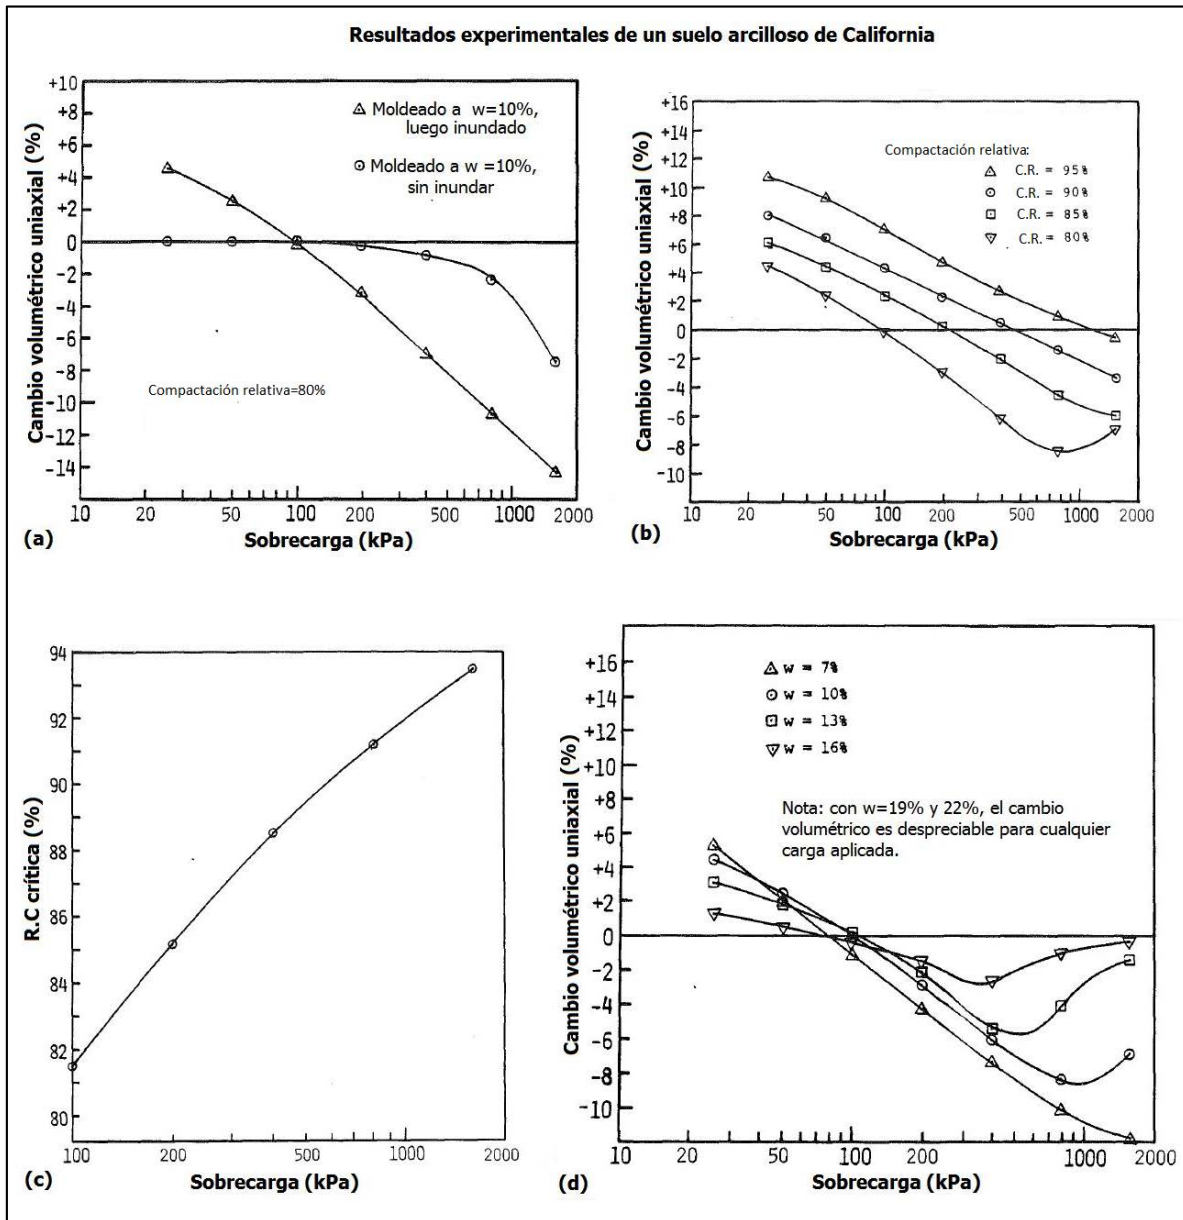 Resultados experimentales de un suelo arcilloso de California
Cambio volumétrico uniaxial (%)
+10
+8
+6
+4
+2
0
-2
-4
-6
-8
-10
-12
-14
Moldeado a w=10%,
luego inundado
Moldeado a w =10%,
sin inundar
Compactación relativa=80%
10 20 50 100 200 500 1000 2000
(a)
Sobrecarga (kPa)
Cambio volumétrico uniaxial (%)
+16
+14
+12
+10
+8
+6
+4
+2
0
-2
-4
-6
-8
-10
Compactación relativa:
C.R. = 95%
C.R. = 90%
C.R. = 85%
C.R. = 80%
10 20 50 100 200 500 1000 2000
(b)
Sobrecarga (kPa)
R.C crítica (%)
94
92
90
88
86
84
82
80
100 200 500 1000 2000
(c)
Sobrecarga (kPa)
Cambio volumétrico uniaxial (%)
+16
+14
+12
+10
+8
+6
+4
+2
0
-2
-4
-6
-8
-10
w = 7%
w = 10%
w = 13%
w = 16%
Nota: con w=19% y 22%, el cambio
volumétrico es despreciable para cualquier
carga aplicada.
10 20 50 100 200 500 1000 2000
(d)
Sobrecarga (kPa)